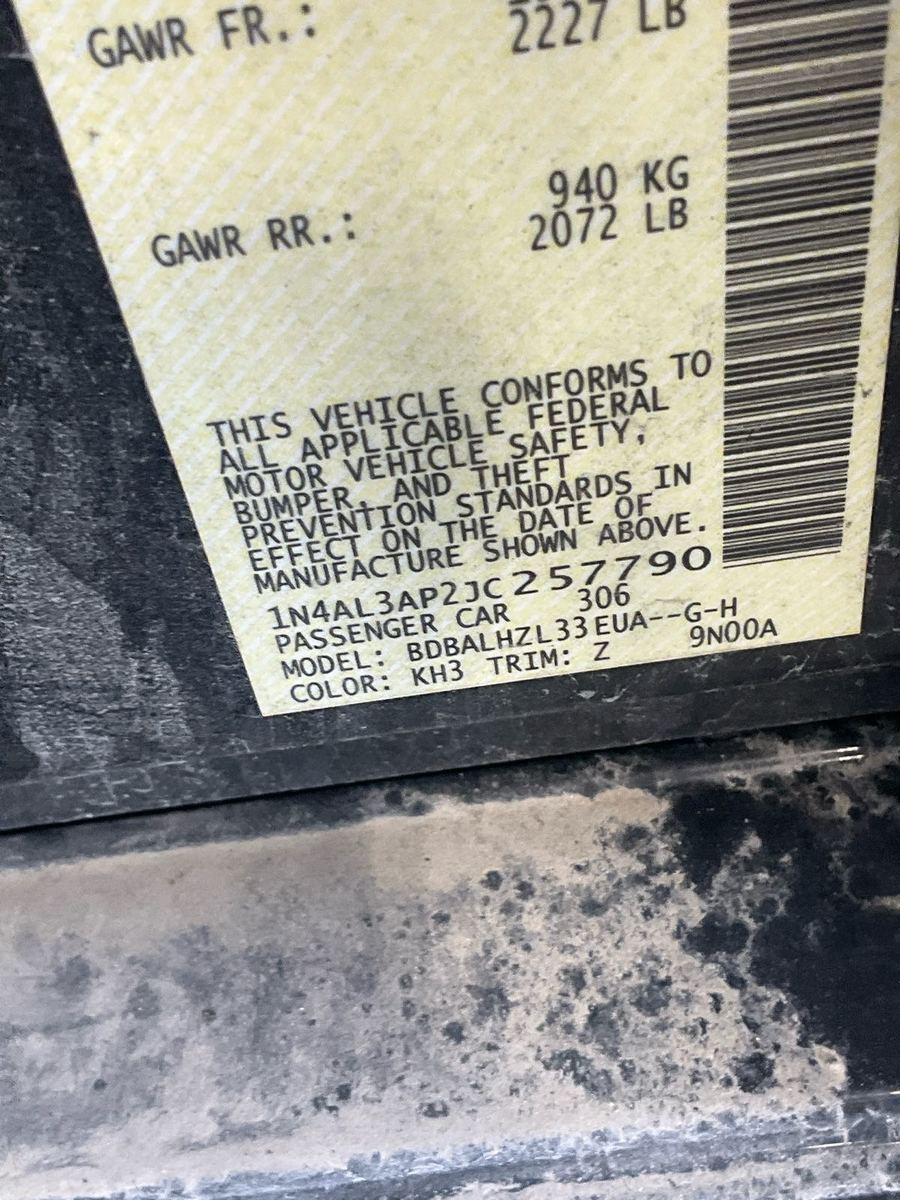 GAWR FR.: 2227 LB
940 KG
GAWR RR.: 2072 LB
THIS VEHICLE CONFORMS TO
ALL APPLICABLE FEDERAL
MOTOR VEHICLE SAFETY,
BUMPER, AND THEFT
PREVENTION STANDARDS IN
EFFECT ON THE DATE OF
MANUFACTURE SHOWN ABOVE.
1N4AL3AP2JC257790
PASSENGER CAR 306
MODEL: BDBALHZL33EUA--G-H
COLOR: KH3 TRIM: Z 9N00A